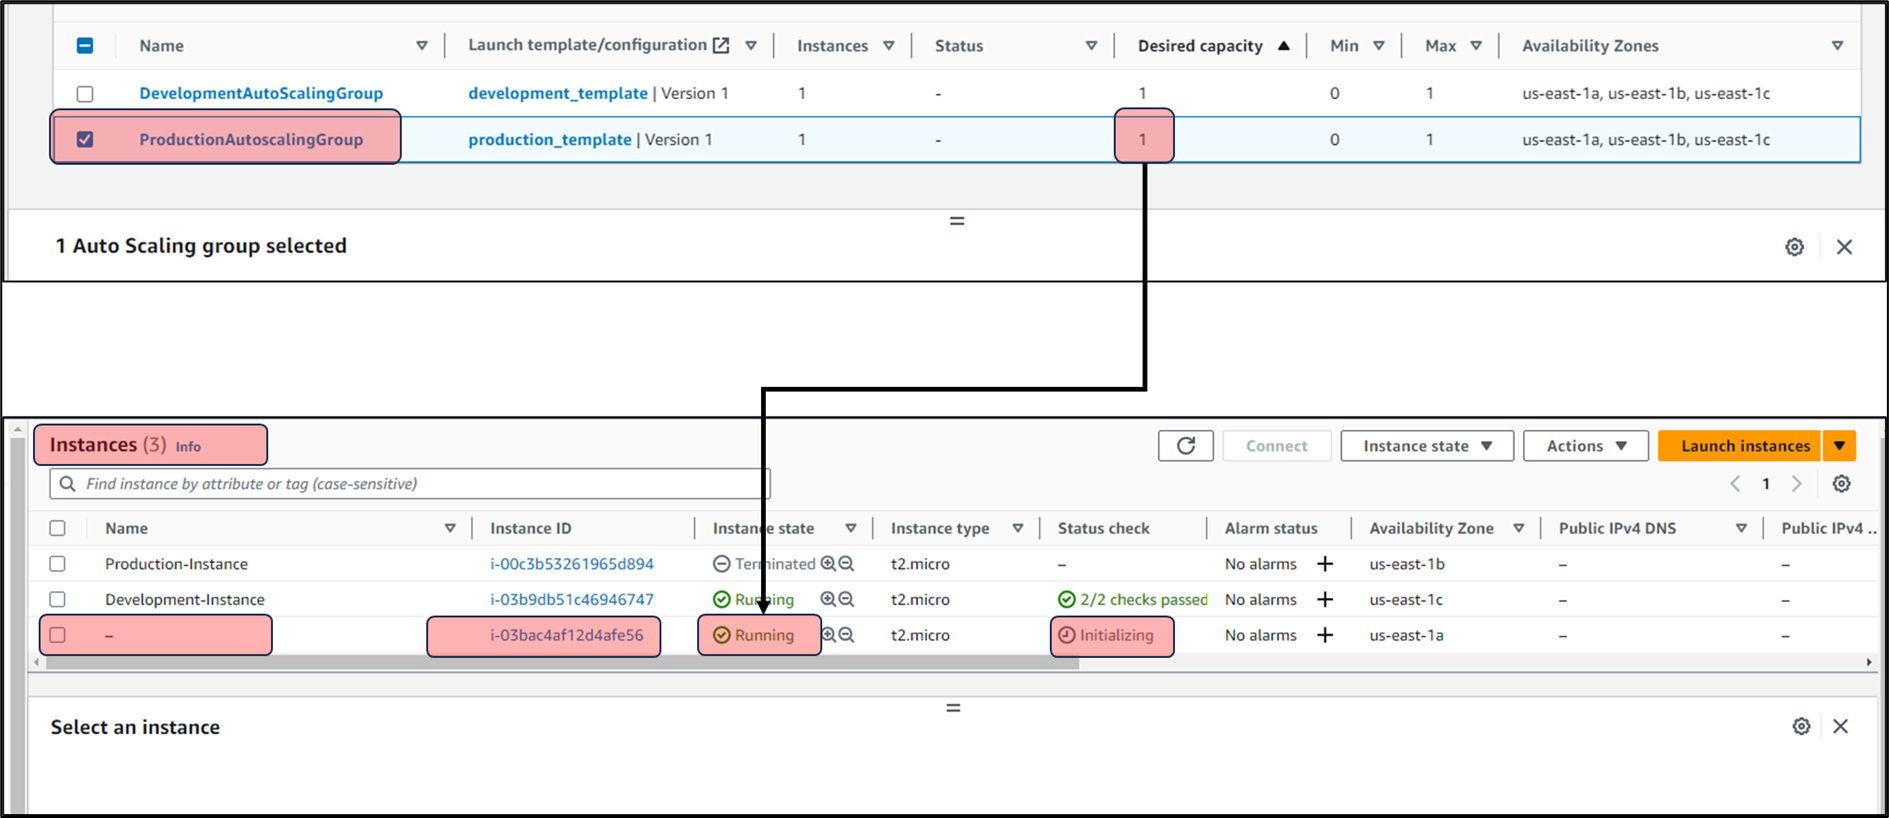 Name Launch template/configuration Instances Status Desired capacity Min Max Availability Zones
DevelopmentAutoScalingGroup development_template | Version 1 1 - 1 0 1 us-east-1a, us-east-1b, us-east-1c
ProductionAutoscalingGroup production_template | Version 1 1 - 1 0 1 us-east-1a, us-east-1b, us-east-1c
1 Auto Scaling group selected
Instances (3) Info Connect Instance state Actions Launch instances
Find instance by attribute or tag (case-sensitive) 1
Name Instance ID Instance state Instance type Status check Alarm status Availability Zone Public IPv4 DNS Public IPv4 ..
Production-Instance i-00c3b53261965d894 Terminated t2.micro – No alarms + us-east-1b – –
Development-Instance i-03b9db51c46946747 Running t2.micro 2/2 checks passed No alarms + us-east-1c – –
– i-03bac4af12d4afe56 Running t2.micro Initializing No alarms + us-east-1a – –
Select an instance